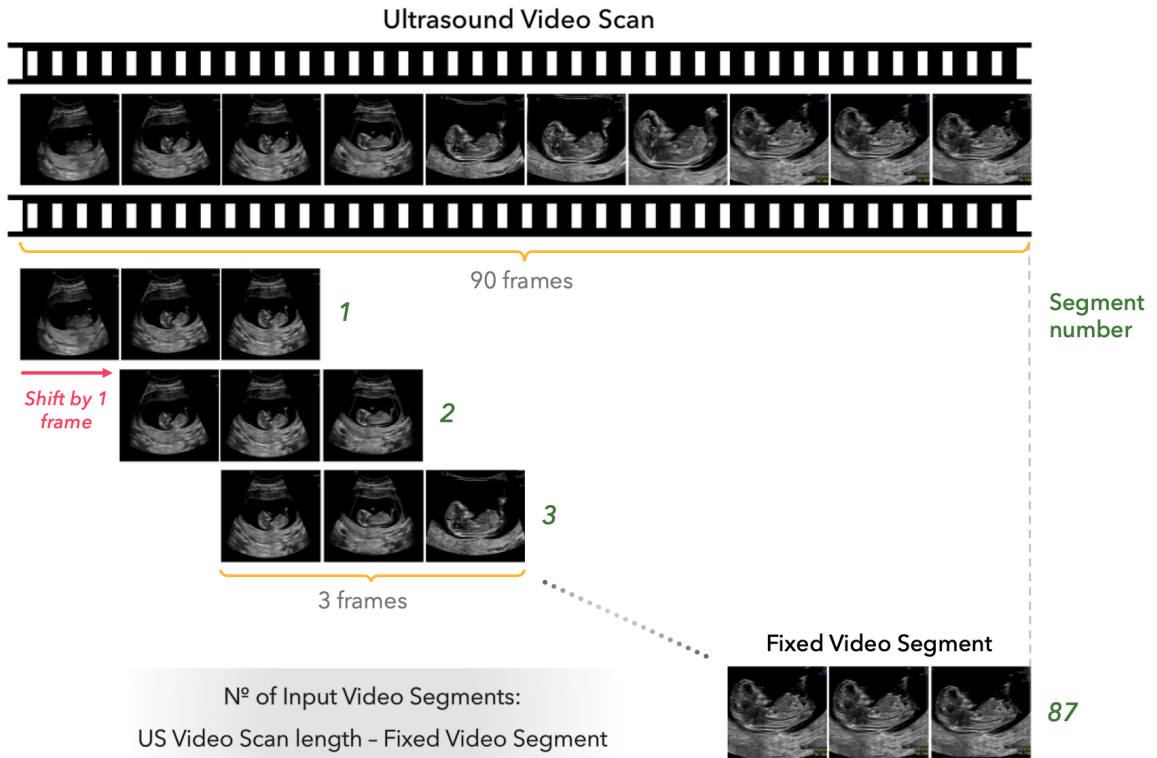 Ultrasound Video Scan
90 frames
1
Segment
number
Shift by 1
frame
2
3
3 frames
Fixed Video Segment
Nº of Input Video Segments:
US Video Scan length – Fixed Video Segment
87